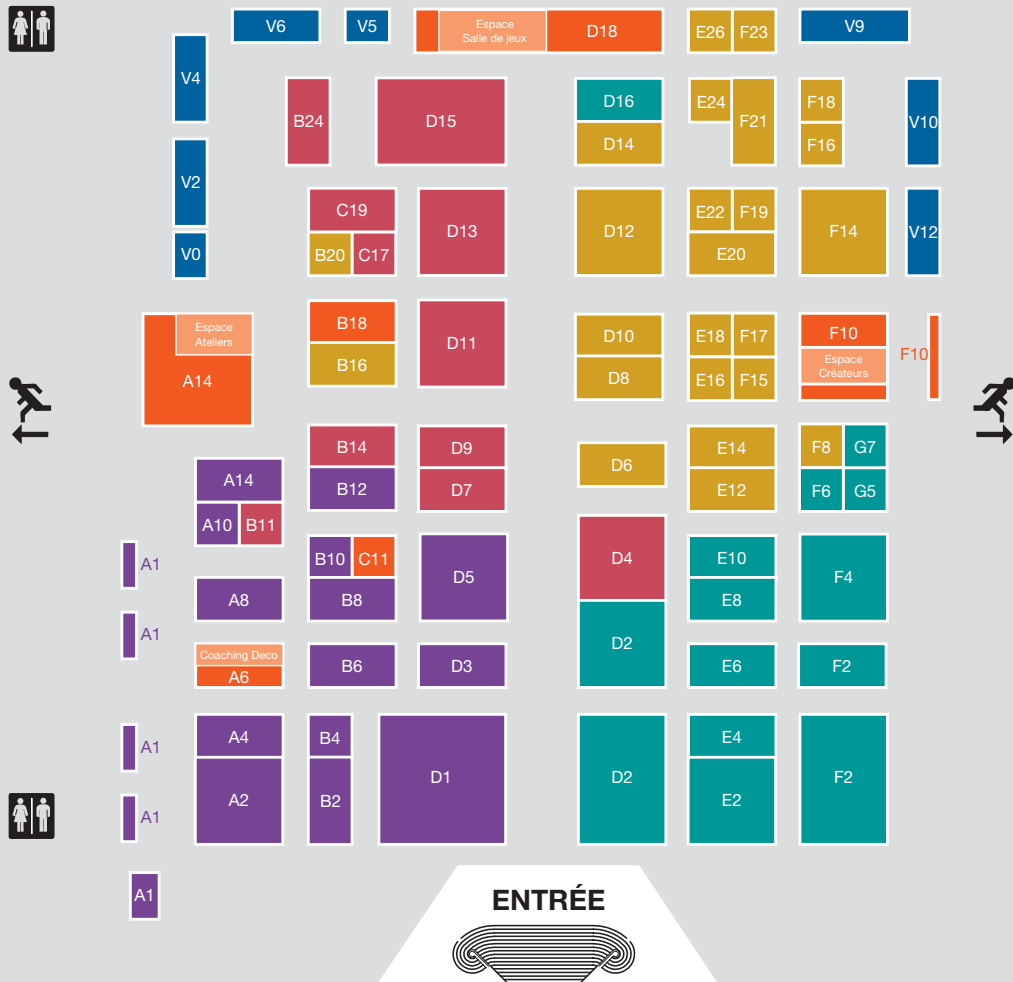 V6
V5
Espace
Salle de jeux
D18
E26
F23
V9
V4
B24
D15
D16
D14
E24
F21
F18
F16
V10
V2
V0
C19
B20
C17
D13
D12
E22
F19
E20
F14
V12
Espace
Ateliers
A14
B18
B16
D11
D10
D8
E18
F17
E16
F15
F10
Espace
Créateurs
F10
B14
B12
D9
D7
D6
E14
E12
F8
G7
F6
G5
A14
A10
B11
A1
A1
B10
C11
B8
A8
D5
D4
D2
E10
E8
F4
Coaching Deco
A6
B6
D3
E6
F2
A1
A1
A4
A2
B4
B2
D1
D2
E4
E2
F2
A1
ENTRÉE